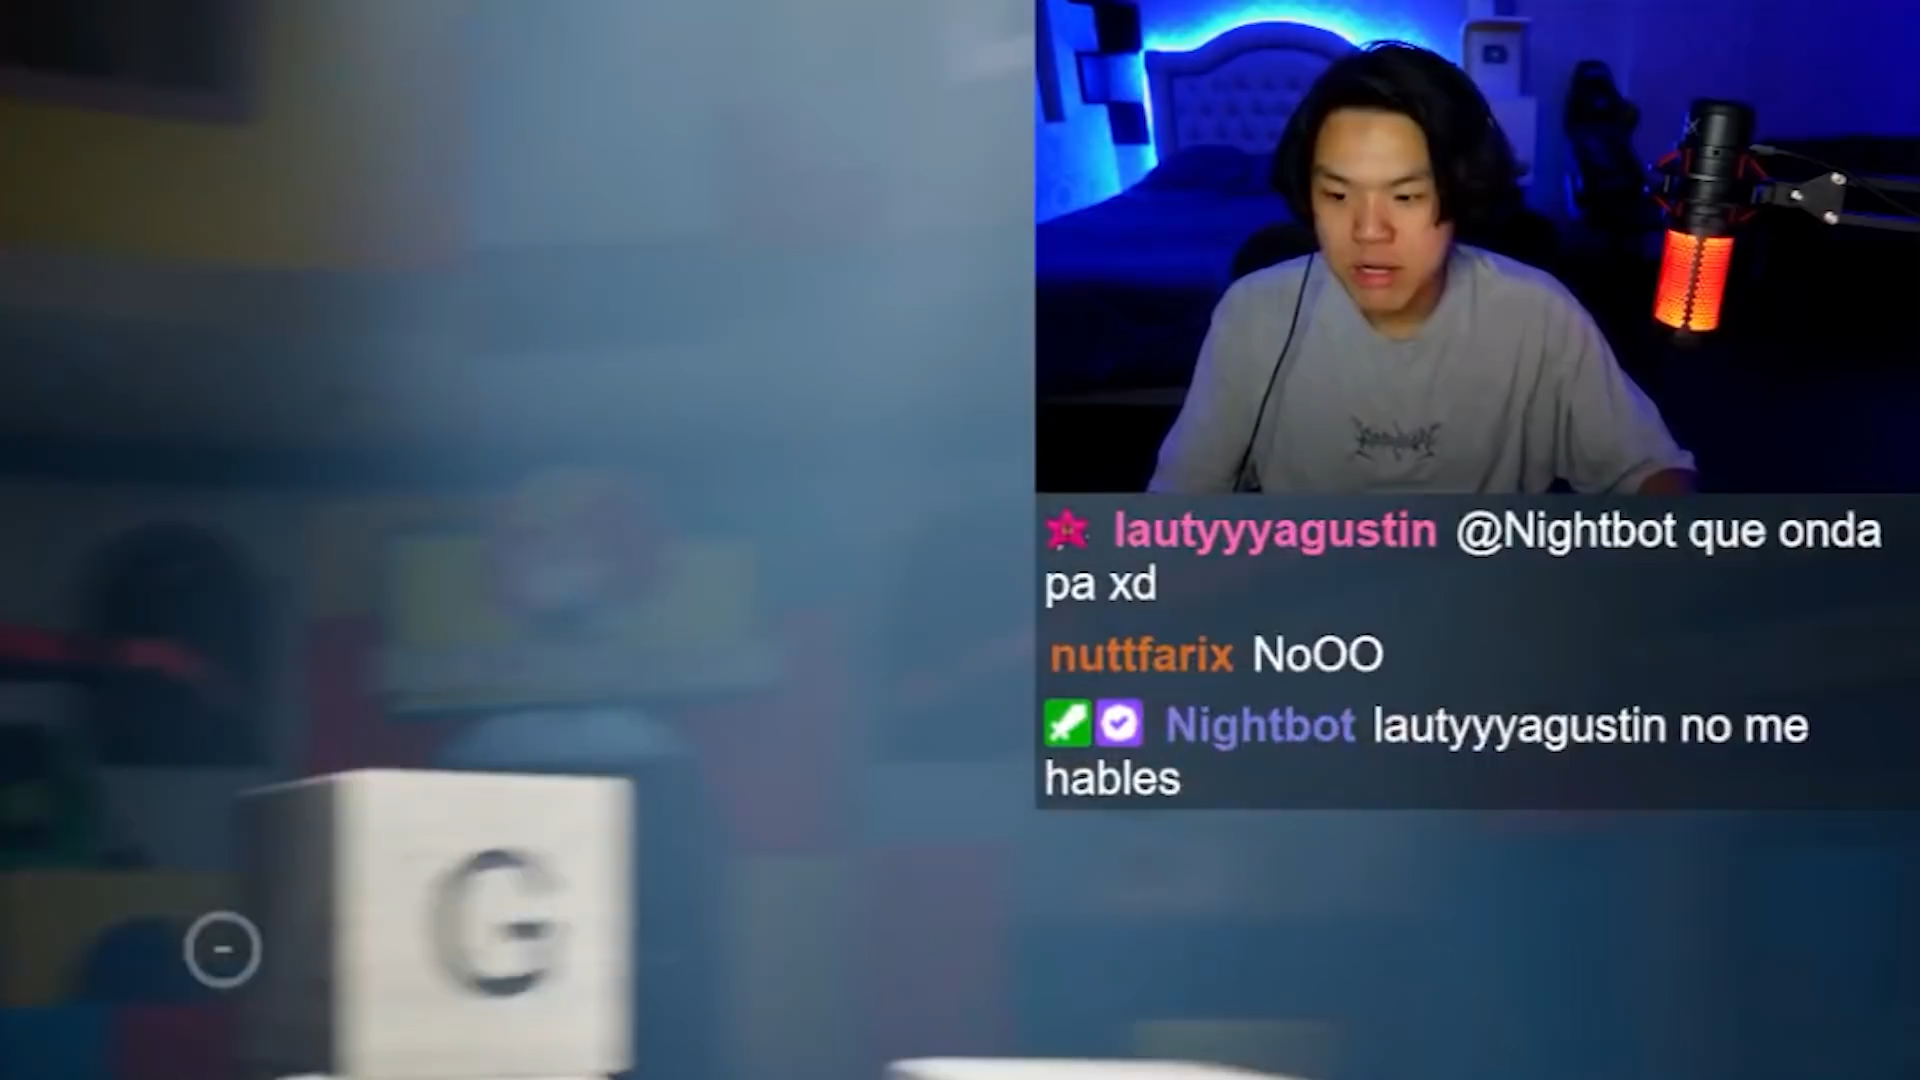 lautyyyagustin @Nightbot que onda
pa xd
nuttfarix NoOO
Nightbot lautyyyagustin no me
hables
G